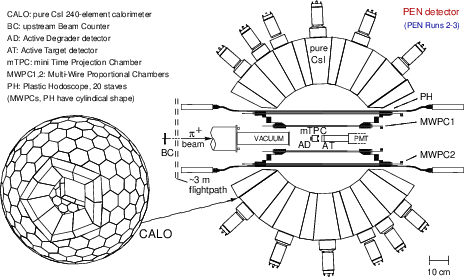 CALO: pure CsI 240-element calorimeter
BC: upstream Beam Counter
AD: Active Degrader detector
AT: Active Target detector
mTPC: mini Time Projection Chamber
MWPC1,2: Multi-Wire Proportional Chambers
PH: Plastic Hodoscope, 20 staves
(MWPCs, PH have cylindical shape)
PEN detector
(PEN Runs 2-3)
pure
CsI
PH
MWPC1
π+
beam
VACUUM
mTPC
AD
AT
PMT
BC
MWPC2
~3 m
flightpath
CALO
10 cm